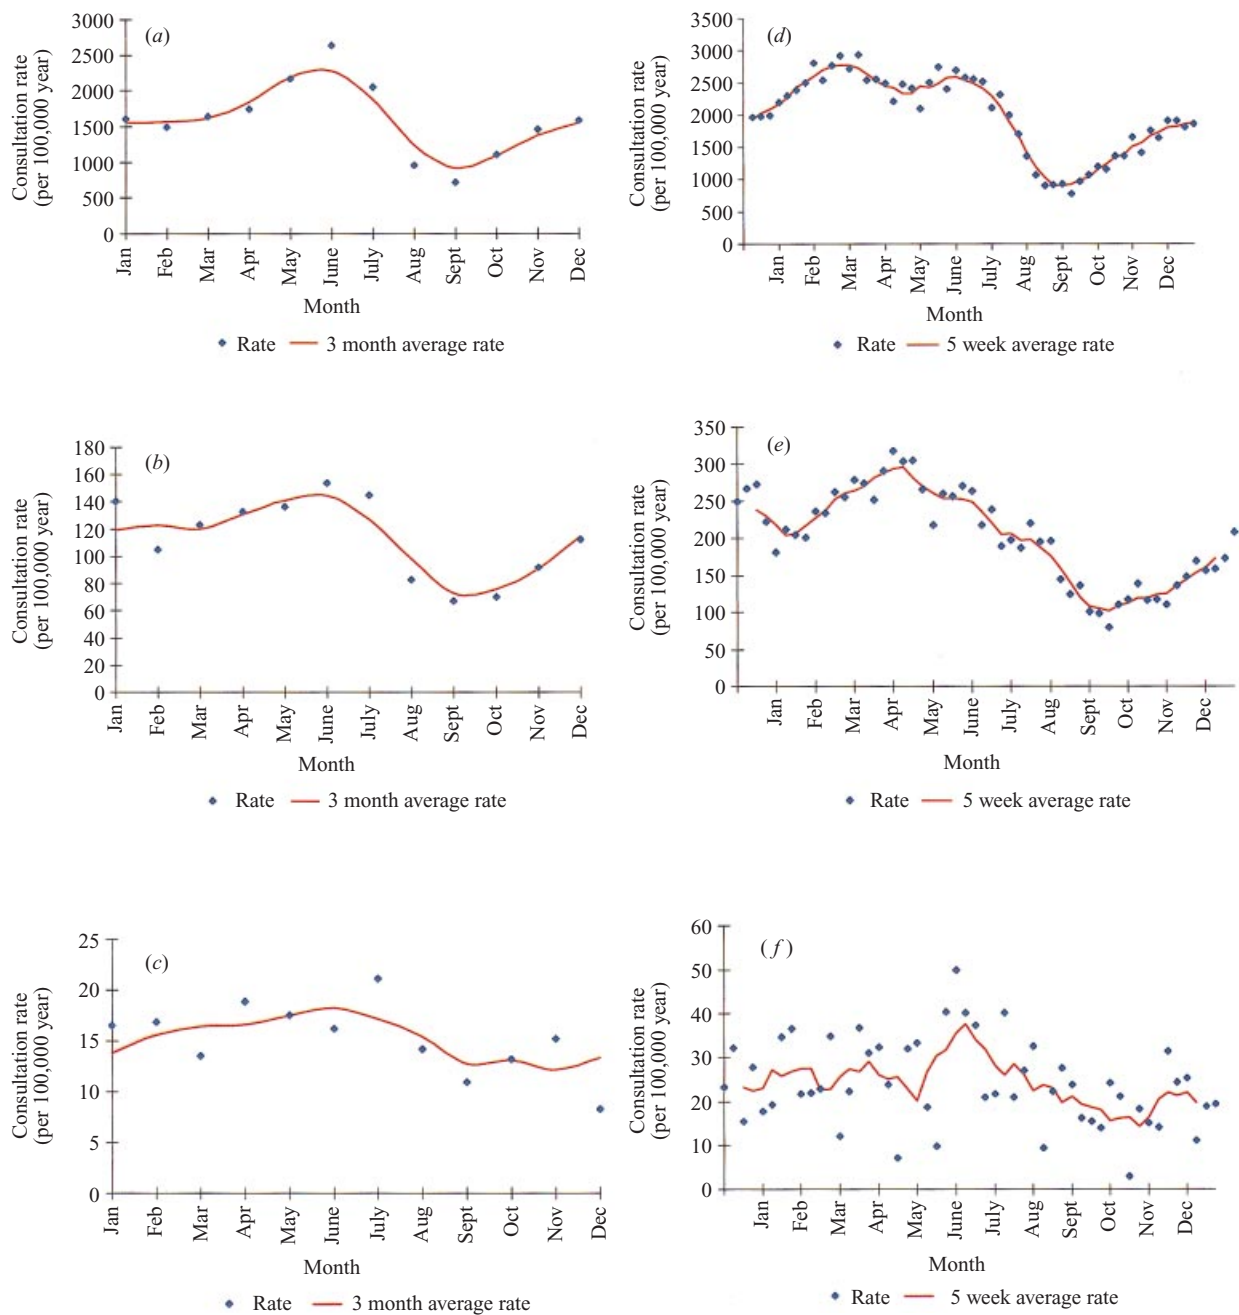 (a)
Consultation rate
(per 100,000 year)
3000
2500
2000
1500
1000
500
0
Jan Feb Mar Apr May June July Aug Sept Oct Nov Dec
Month
Rate 3 month average rate
(d)
Consultation rate
(per 100,000 year)
3500
3000
2500
2000
1500
1000
500
0
Jan Feb Mar Apr May June July Aug Sept Oct Nov Dec
Month
Rate 5 week average rate
(b)
Consultation rate
(per 100,000 year)
180
160
140
120
100
80
60
40
20
0
Jan Feb Mar Apr May June July Aug Sept Oct Nov Dec
Month
Rate 3 month average rate
(e)
Consultation rate
(per 100,000 year)
350
300
250
200
150
100
50
0
Jan Feb Mar Apr May June July Aug Sept Oct Nov Dec
Month
Rate 5 week average rate
(c)
Consultation rate
(per 100,000 year)
25
20
15
10
5
0
Jan Feb Mar Apr May June July Aug Sept Oct Nov Dec
Month
Rate 3 month average rate
(f)
Consultation rate
(per 100,000 year)
60
50
40
30
20
10
0
Jan Feb Mar Apr May June July Aug Sept Oct Nov Dec
Month
Rate 5 week average rate